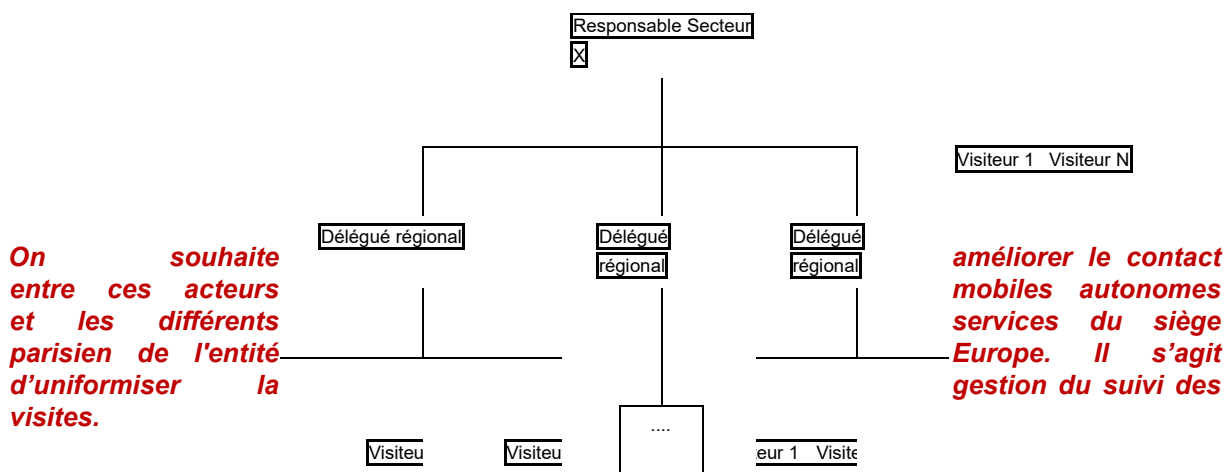 Responsable Secteur
X
Visiteur 1 Visiteur N
Délégué régional
Délégué
régional
Délégué
régional
On souhaite améliorer le contact
entre ces acteurs mobiles autonomes
et les différents services du siège
parisien de l'entité Europe. Il s’agit
d’uniformiser la gestion du suivi des
visites.
....
Visiteu
Visiteu
eur 1 Visite